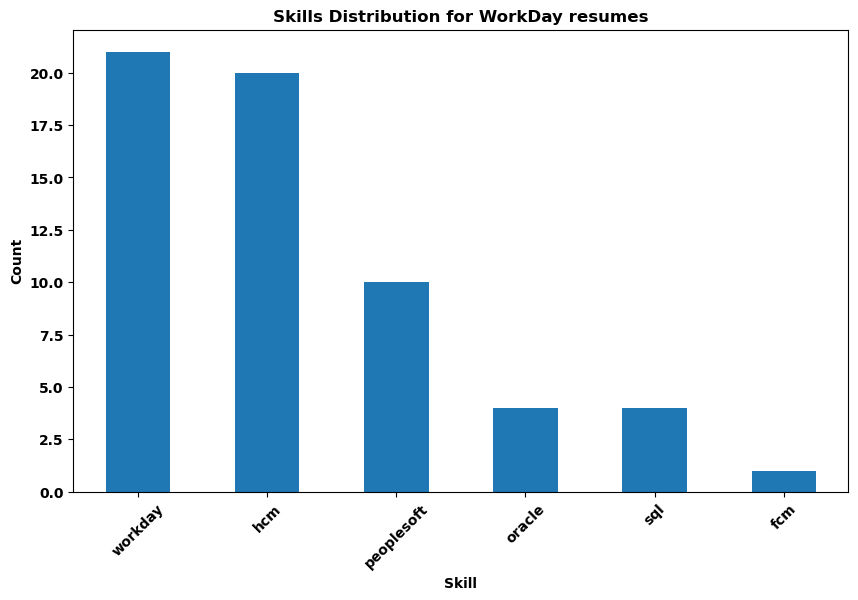 Skills Distribution for WorkDay resumes
20.0
17.5
15.0
12.5
10.0
7.5
5.0
2.5
0.0
Count
workday
hcm
peoplesoft
oracle
sql
fcm
Skill